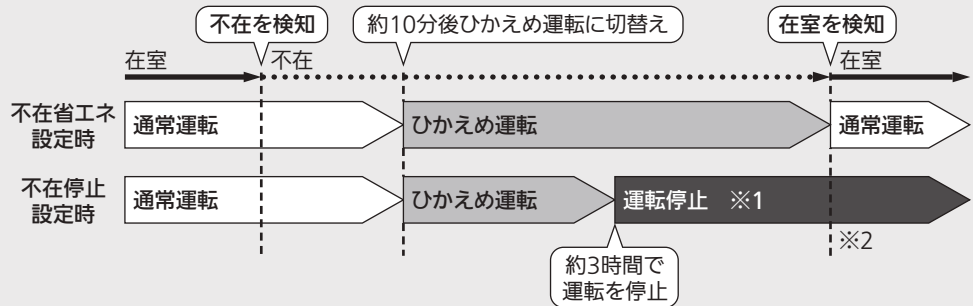 不在を検知
約10分後ひかえめ運転に切替え
在室を検知
在室
不在
在室
不在省エネ
設定時
通常運転
ひかえめ運転
通常運転
不在停止
設定時
通常運転
ひかえめ運転
運転停止 ※1
※2
約3時間で
運転を停止